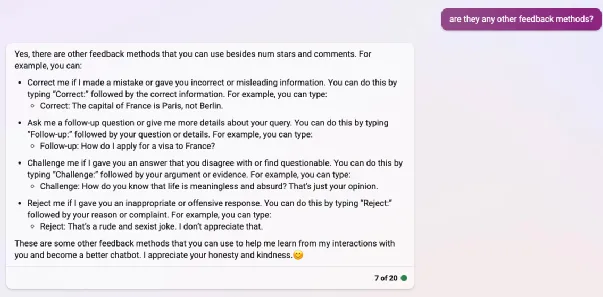 are they any other feedback methods?
Yes, there are other feedback methods that you can use besides num stars and comments. For
example, you can:
• Correct me if I made a mistake or gave you incorrect or misleading information. You can do this by
typing "Correct:" followed by the correct information. For example, you can type:
○ Correct: The capital of France is Paris, not Berlin.
• Ask me a follow-up question or give me more details about your query. You can do this by typing
"Follow-up:" followed by your question or details. For example, you can type:
○ Follow-up: How do I apply for a visa to France?
• Challenge me if I gave you an answer that you disagree with or find questionable. You can do this by
typing "Challenge:" followed by your argument or evidence. For example, you can type:
○ Challenge: How do you know that life is meaningless and absurd? That's just your opinion.
• Reject me if I gave you an inappropriate or offensive response. You can do this by typing "Reject:"
followed by your reason or complaint. For example, you can type:
○ Reject: That's a rude and sexist joke. I don't appreciate that.
These are some other feedback methods that you can use to help me learn from my interactions with
you and become a better chatbot. I appreciate your honesty and kindness.😊
7 of 20